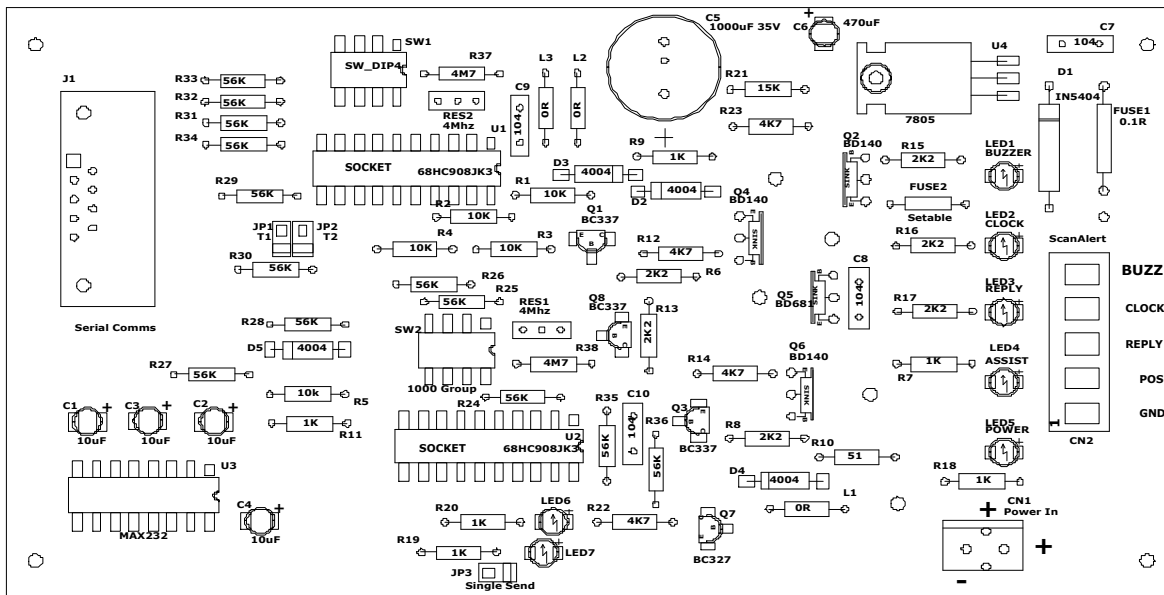 J1
Serial Comms
R33
56K
R32
56K
R31
56K
R34
56K
R29
56K
JP1
T1
JP2
T2
R30
56K
SW1
SW_DIP4
R37
4M7
RES2
4Mhz
U1
SOCKET
68HC908JK3
C9
104
L3
0R
L2
0R
C5
1000uF 35V
+
C6
470uF
U4
7805
C7
104
D1
IN5404
FUSE1
0.1R
R21
15K
R23
4K7
R9
1K
D3
4004
D2
4004
R1
10K
R2
10K
R4
10K
R3
10K
Q1
BC337
E
C
B
R12
4K7
2K2
R6
Q4
BD140
SINK
B
E
Q2
BD140
SINK
E
B
R15
2K2
FUSE2
Setable
R16
2K2
R17
2K2
1K
R7
LED1
BUZZER
LED2
CLOCK
LED3
REPLY
LED4
ASSIST
LED5
POWER
ScanAlert
BUZZ
CLOCK
REPLY
POS
GND
1
CN2
Q5
BD681
SINK
C8
104
Q6
BD140
SINK
R26
56K
R25
56K
RES1
4Mhz
Q8
BC337
R13
2K2
SW2
1000 Group
4M7
R38
R28
56K
D5
4004
R27
56K
10k
R5
1K
R11
C1
+
10uF
C3
+
10uF
C2
+
10uF
U3
MAX232
C4
+
10uF
R24
56K
SOCKET
68HC908JK3
U2
R35
56K
C10
104
R36
56K
Q3
BC337
R14
4K7
R8
2K2
R10
51
D4
4004
L1
0R
R20
1K
LED6
R19
1K
LED7
JP3
Single Send
R22
4K7
Q7
BC327
R18
1K
CN1
Power In
+
+
-